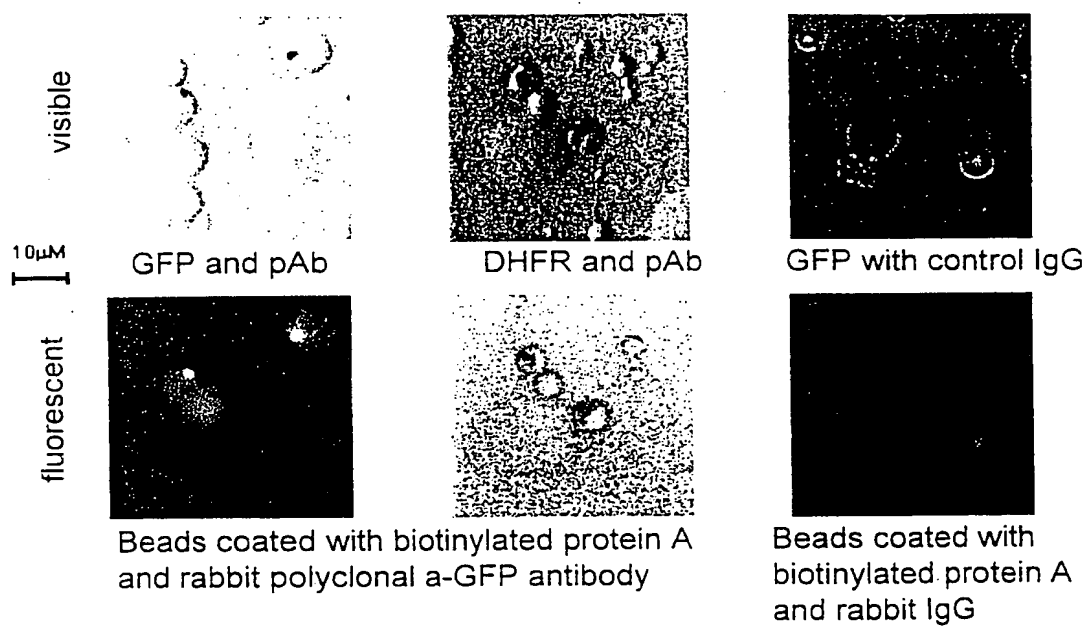 visible
GFP and pAb
DHFR and pAb
GFP with control IgG
10µM
fluorescent
Beads coated with biotinylated protein A
and rabbit polyclonal a-GFP antibody
Beads coated with
biotinylated protein A
and rabbit IgG